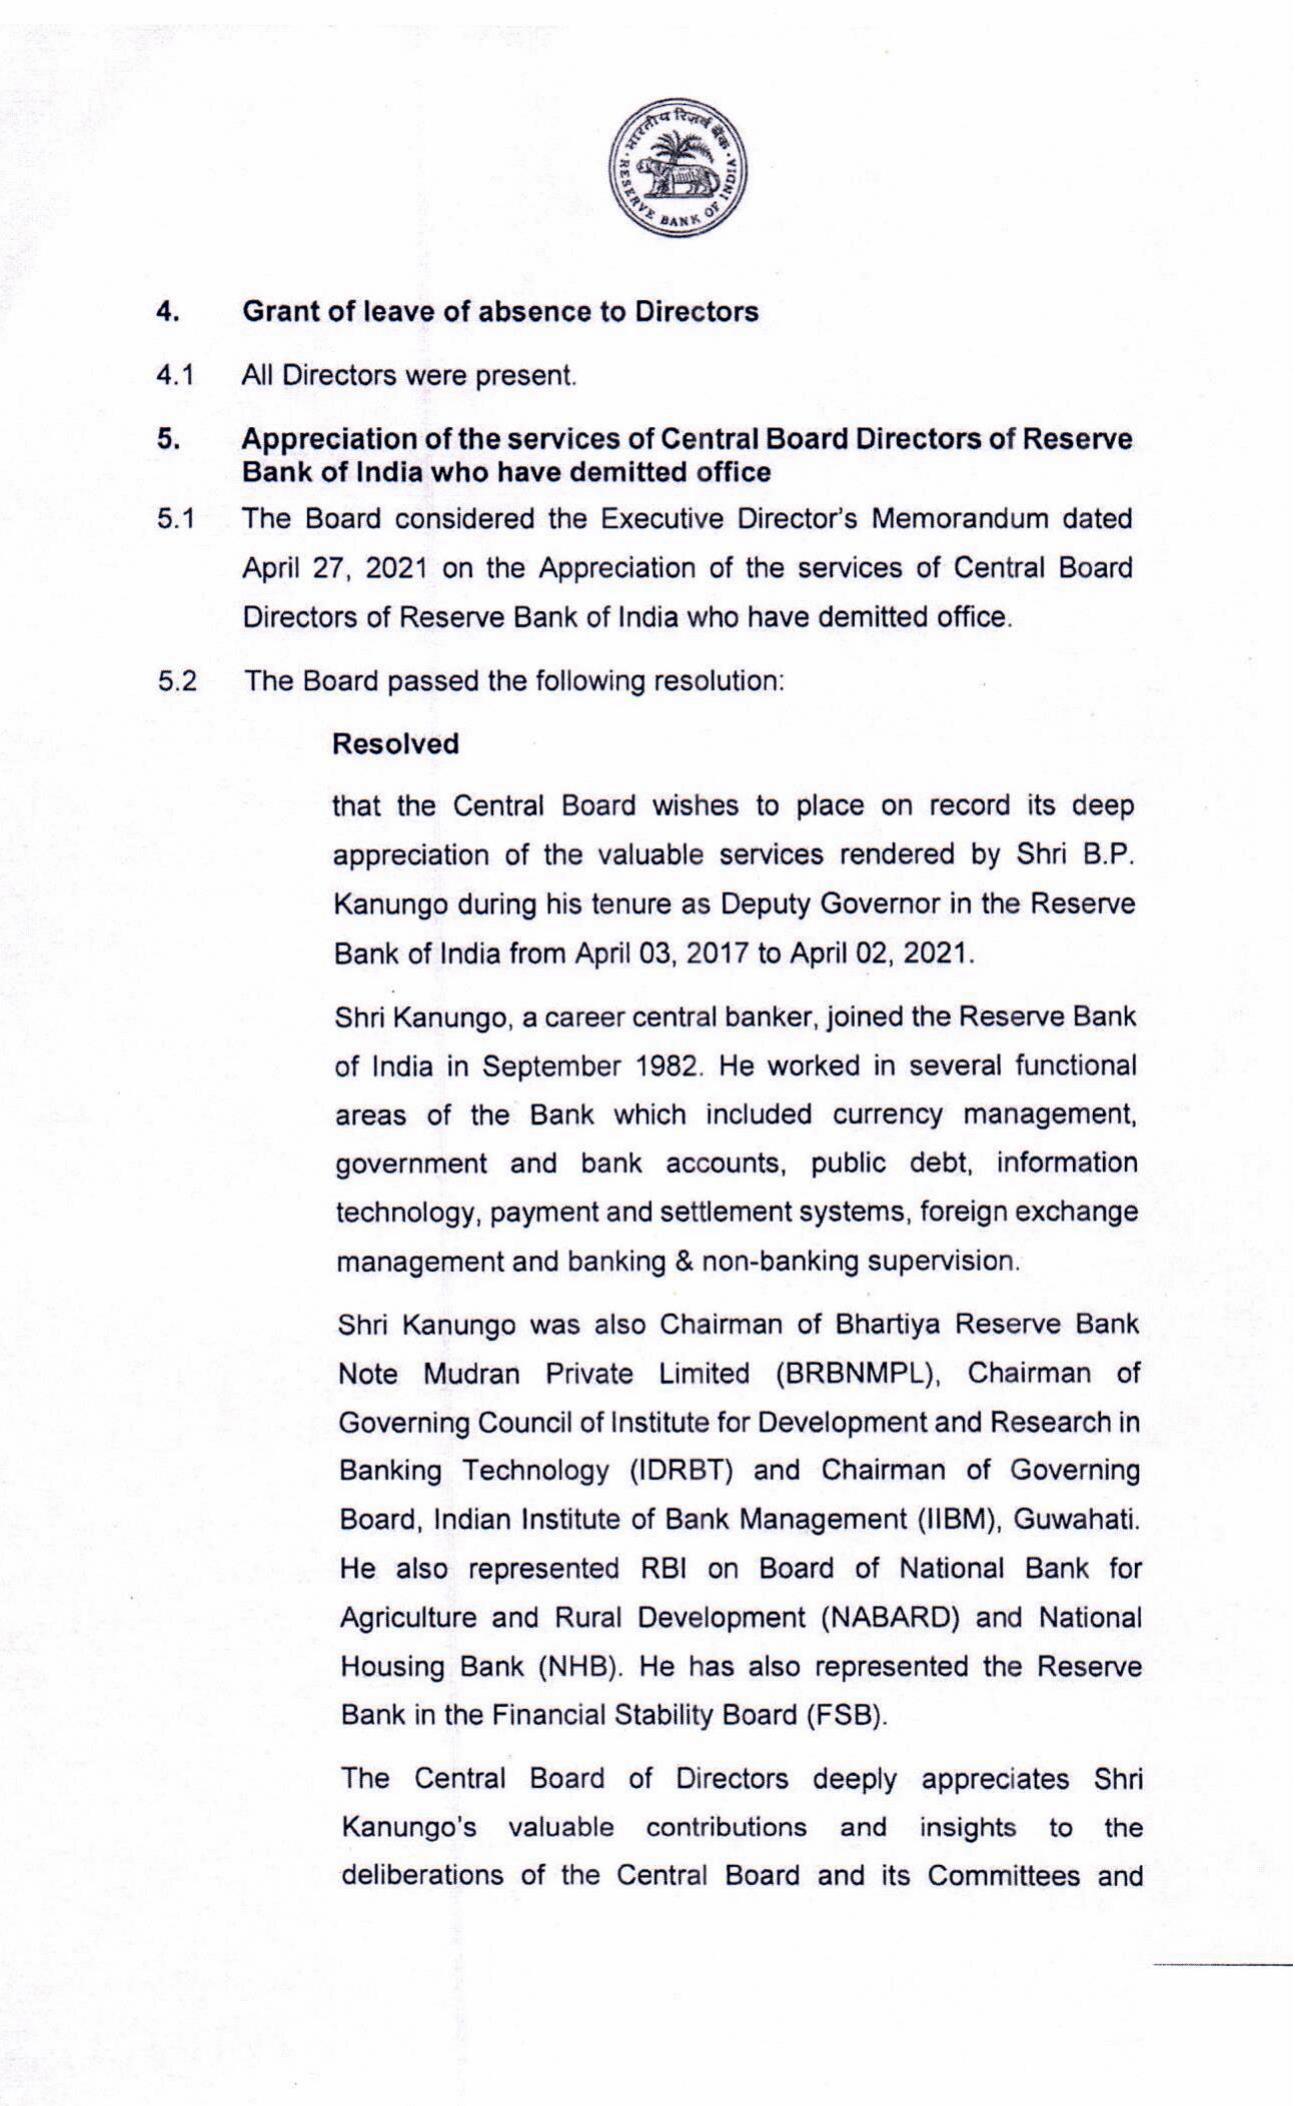 भारतीय रिज़र्व बैंक
RESERVE BANK OF INDIA
4. Grant of leave of absence to Directors
4.1 All Directors were present.
5. Appreciation of the services of Central Board Directors of Reserve
Bank of India who have demitted office
5.1 The Board considered the Executive Director's Memorandum dated
April 27, 2021 on the Appreciation of the services of Central Board
Directors of Reserve Bank of India who have demitted office.
5.2 The Board passed the following resolution:
Resolved
that the Central Board wishes to place on record its deep
appreciation of the valuable services rendered by Shri B.P.
Kanungo during his tenure as Deputy Governor in the Reserve
Bank of India from April 03, 2017 to April 02, 2021.
Shri Kanungo, a career central banker, joined the Reserve Bank
of India in September 1982. He worked in several functional
areas of the Bank which included currency management,
government and bank accounts, public debt, information
technology, payment and settlement systems, foreign exchange
management and banking & non-banking supervision.
Shri Kanungo was also Chairman of Bhartiya Reserve Bank
Note Mudran Private Limited (BRBNMPL), Chairman of
Governing Council of Institute for Development and Research in
Banking Technology (IDRBT) and Chairman of Governing
Board, Indian Institute of Bank Management (IIBM), Guwahati.
He also represented RBI on Board of National Bank for
Agriculture and Rural Development (NABARD) and National
Housing Bank (NHB). He has also represented the Reserve
Bank in the Financial Stability Board (FSB).
The Central Board of Directors deeply appreciates Shri
Kanungo's valuable contributions and insights to the
deliberations of the Central Board and its Committees and